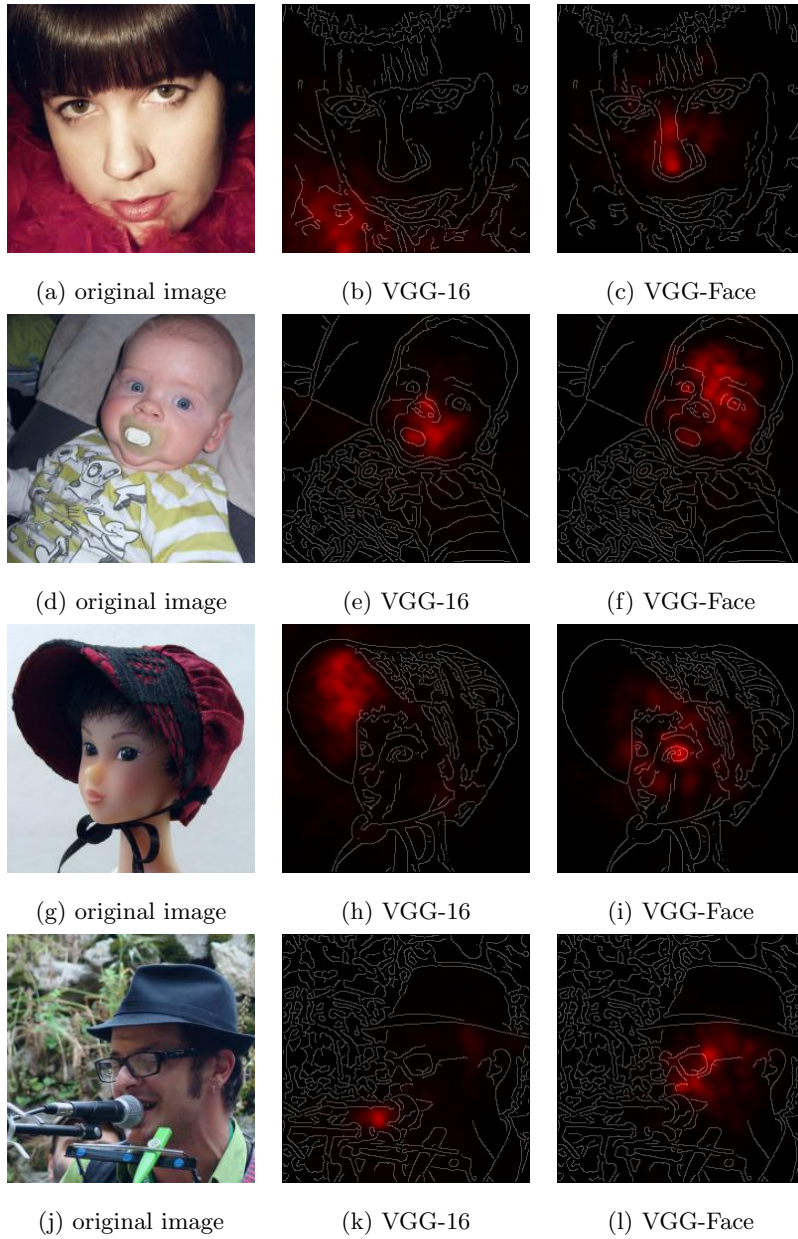 (a) original image
(b) VGG-16
(c) VGG-Face
(d) original image
(e) VGG-16
(f) VGG-Face
(g) original image
(h) VGG-16
(i) VGG-Face
(j) original image
(k) VGG-16
(l) VGG-Face